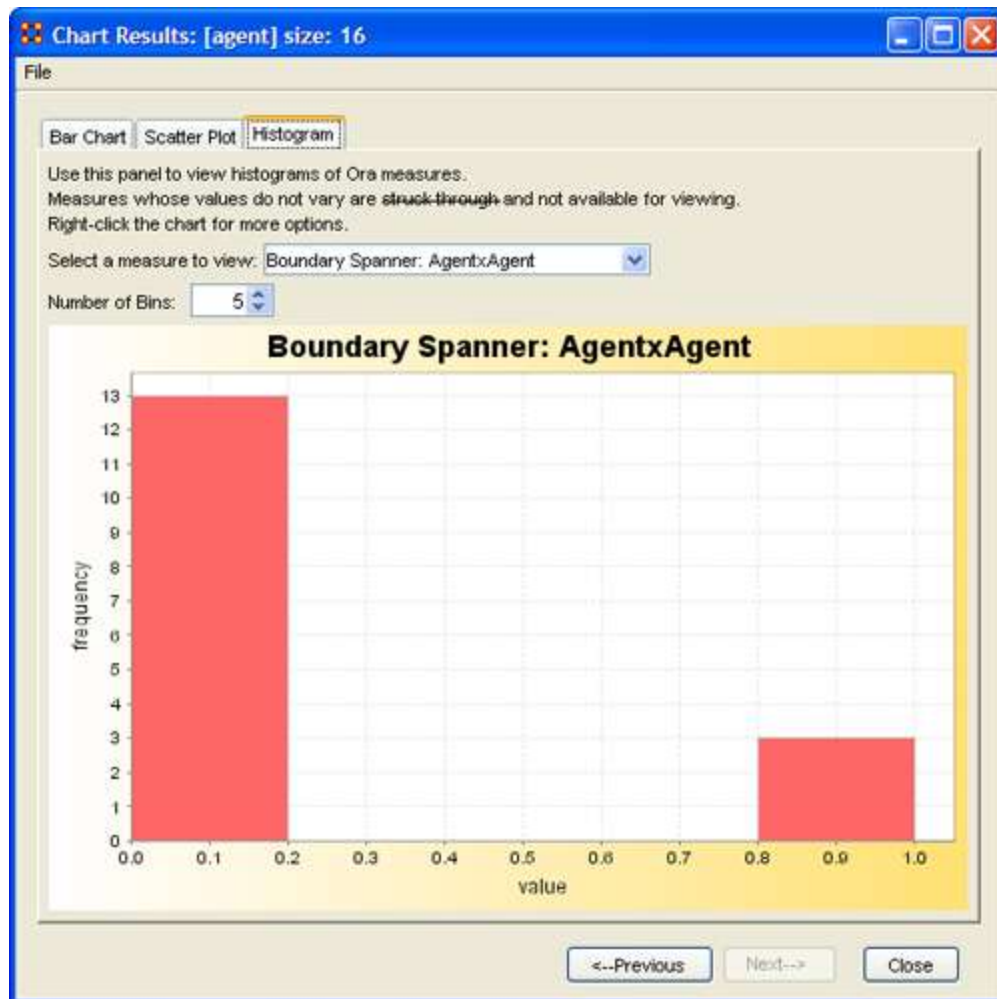 Chart Results: [agent] size: 16
File
Bar Chart Scatter Plot Histogram
Use this panel to view histograms of Ora measures.
Measures whose values do not vary are struck through and not available for viewing.
Right-click the chart for more options.
Select a measure to view: Boundary Spanner: AgentxAgent
Number of Bins: 5
Boundary Spanner: AgentxAgent
13
12
11
10
9
8
7
6
5
4
3
2
1
0
frequency
0.0 0.1 0.2 0.3 0.4 0.5 0.6 0.7 0.8 0.9 1.0
value
<--Previous Next--> Close